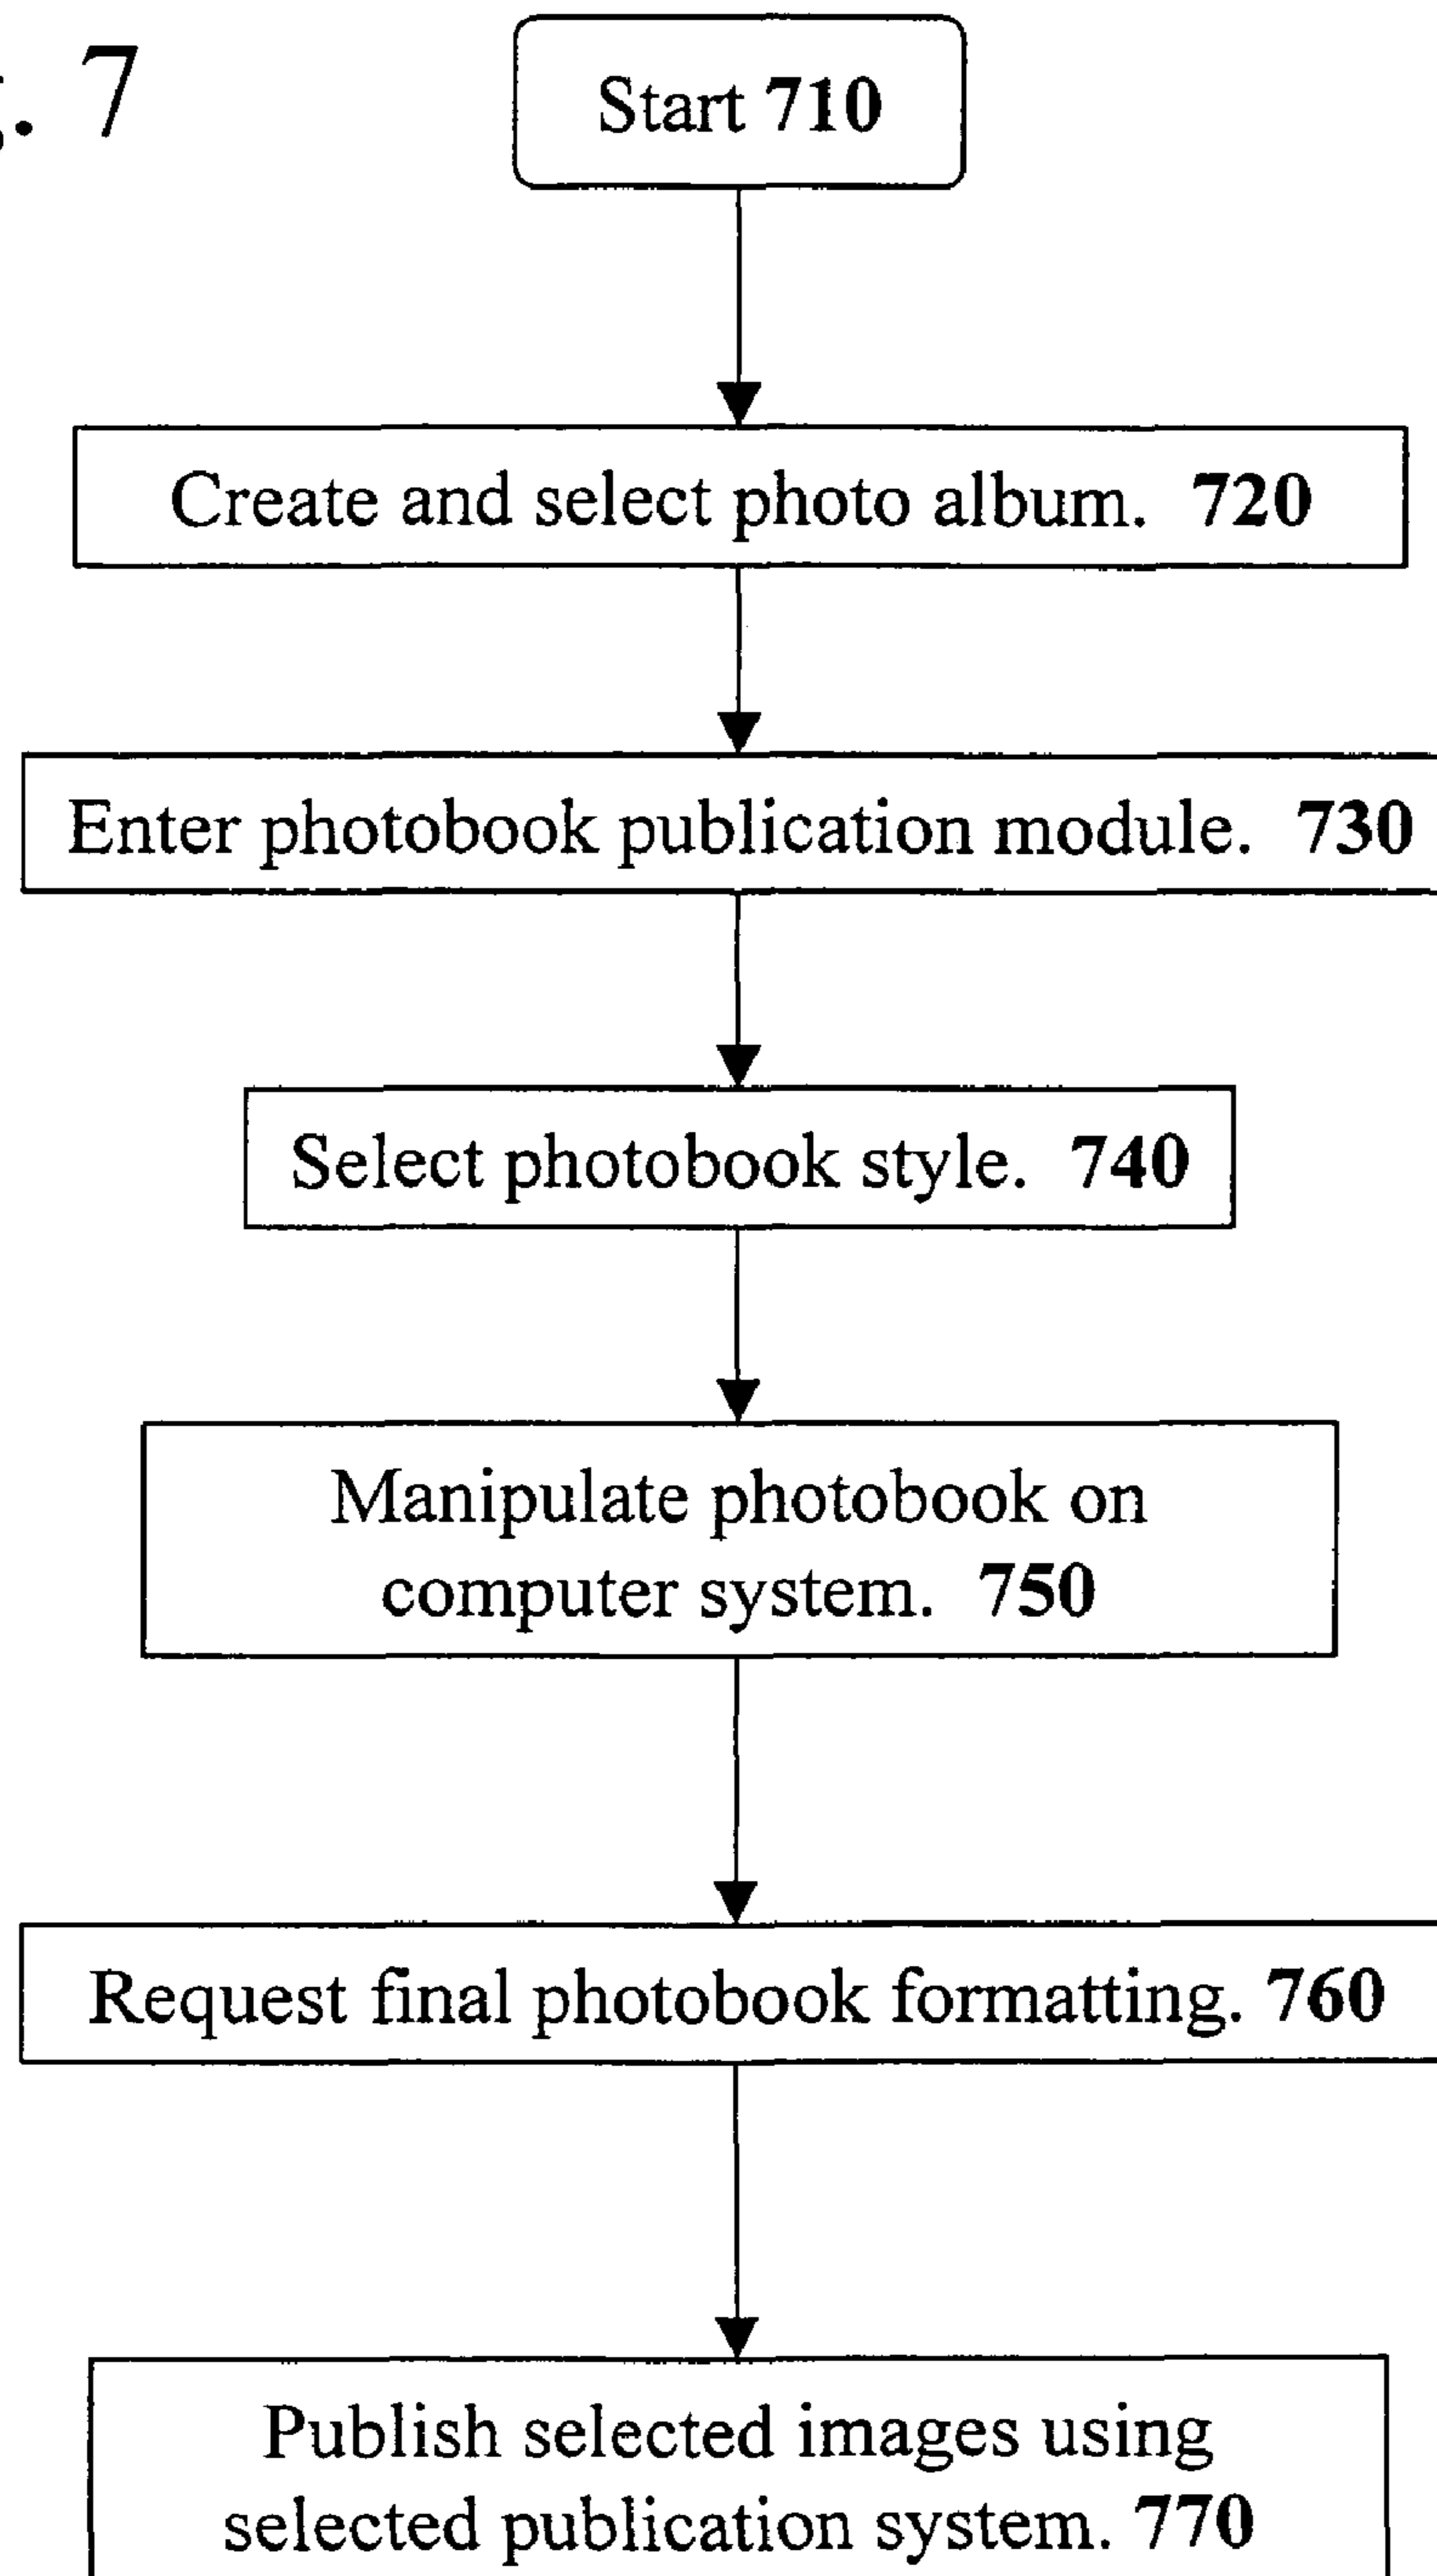 . 7
Start 710
Create and select photo album. 720
Enter photobook publication module. 730
Select photobook style. 740
Manipulate photobook on
computer system. 750
Request final photobook formatting. 760
Publish selected images using
selected publication system. 770